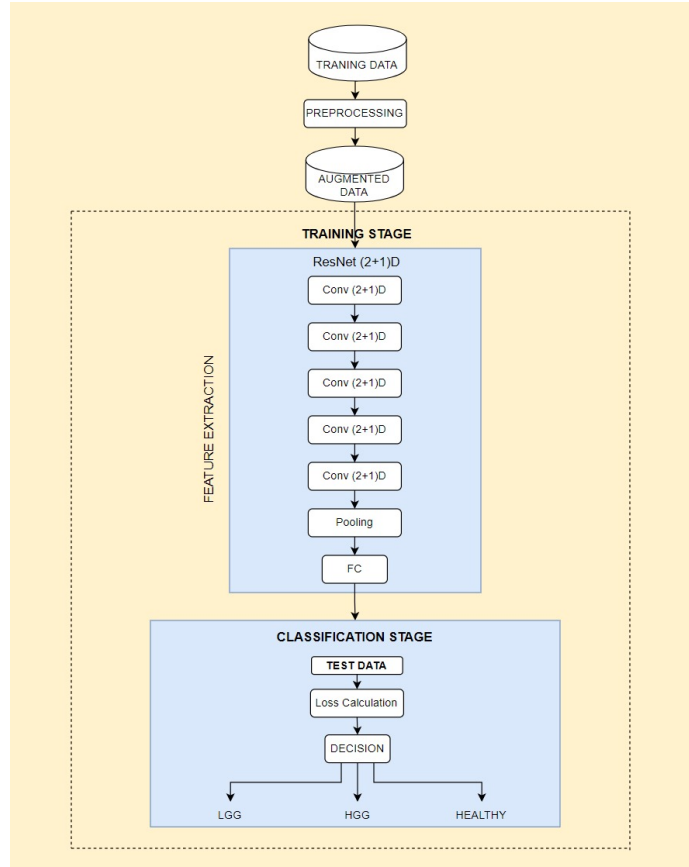 TRANING DATA
PREPROCESSING
AUGMENTED
DATA
TRAINING STAGE
ResNet (2+1)D
Conv (2+1)D
Conv (2+1)D
Conv (2+1)D
Conv (2+1)D
Conv (2+1)D
Pooling
FC
FEATURE EXTRACTION
CLASSIFICATION STAGE
TEST DATA
Loss Calculation
DECISION
LGG
HGG
HEALTHY